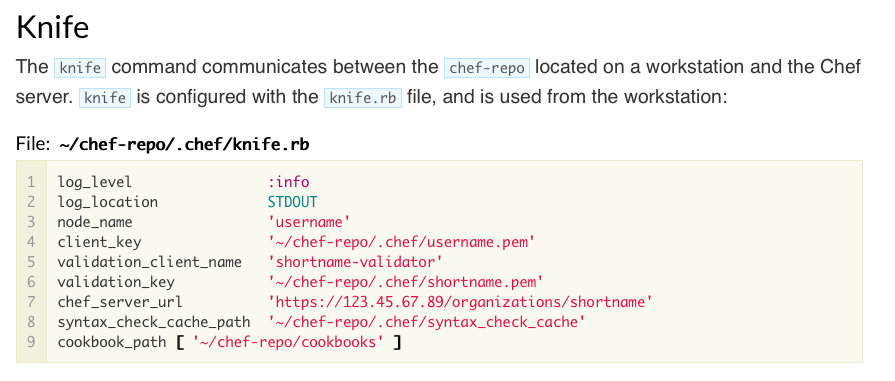 Knife
The knife command communicates between the chef-repo located on a workstation and the Chef
server. knife is configured with the knife.rb file, and is used from the workstation:
File: ~/chef-repo/.chef/knife.rb
1 log_level :info
2 log_location STDOUT
3 node_name 'username'
4 client_key '~/chef-repo/.chef/username.pem'
5 validation_client_name 'shortname-validator'
6 validation_key '~/chef-repo/.chef/shortname.pem'
7 chef_server_url 'https://123.45.67.89/organizations/shortname'
8 syntax_check_cache_path '~/chef-repo/.chef/syntax_check_cache'
9 cookbook_path [ '~/chef-repo/cookbooks' ]